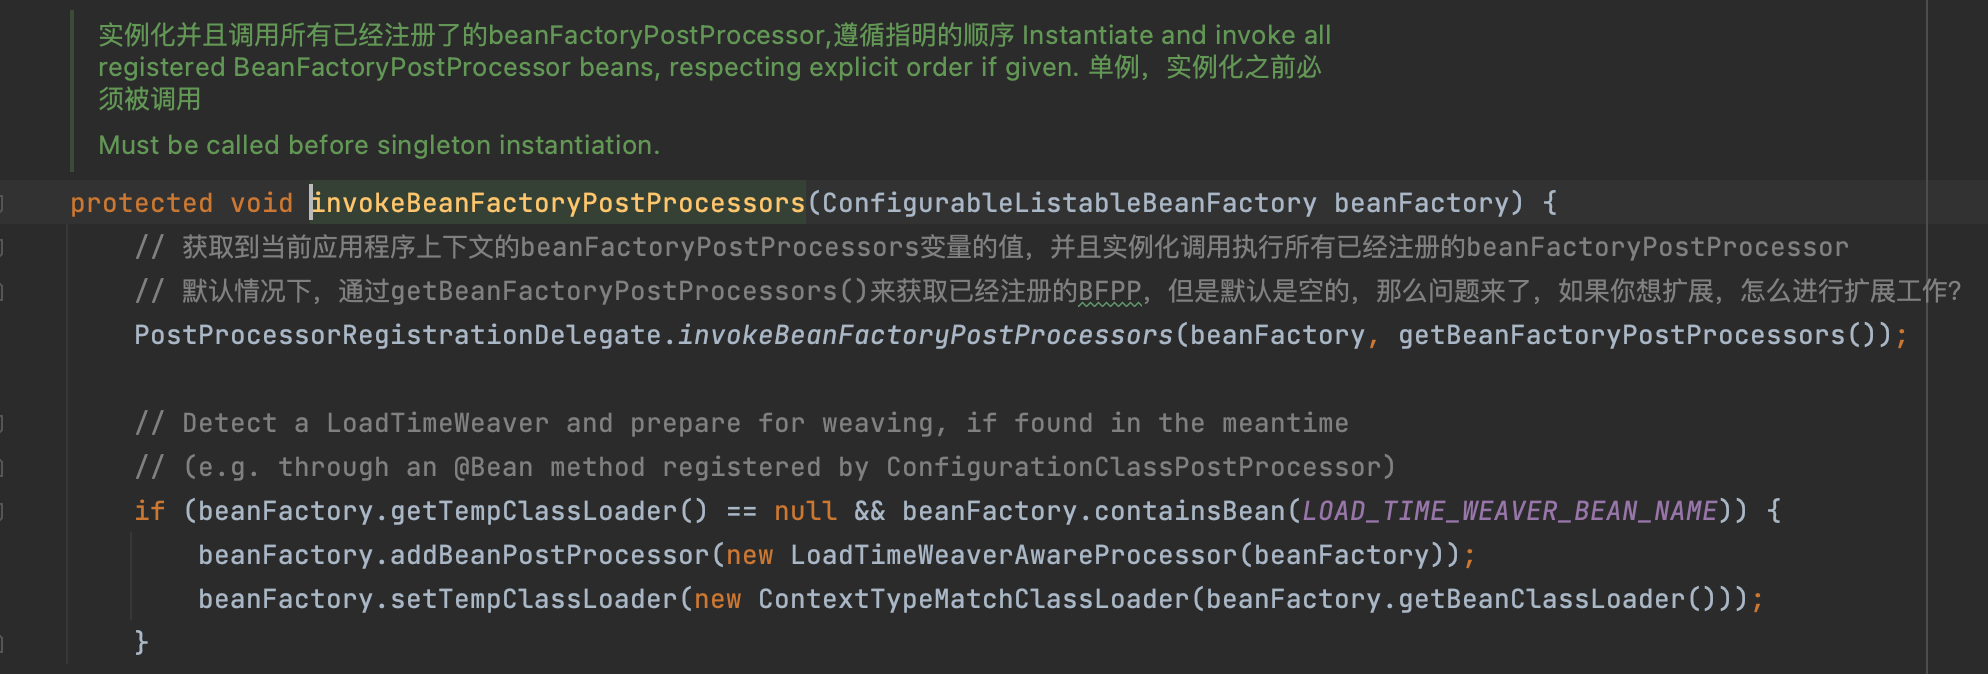 实例化并且调用所有已经注册了的beanFactoryPostProcessor,遵循指明的顺序 Instantiate and invoke all
registered BeanFactoryPostProcessor beans, respecting explicit order if given. 单例，实例化之前必
须被调用
Must be called before singleton instantiation.
protected void invokeBeanFactoryPostProcessors(ConfigurableListableBeanFactory beanFactory) {
// 获取到当前应用程序上下文的beanFactoryPostProcessors变量的值，并且实例化调用执行所有已经注册的beanFactoryPostProcessor
// 默认情况下，通过getBeanFactoryPostProcessors()来获取已经注册的BFPP，但是默认是空的，那么问题来了，如果你想扩展，怎么进行扩展工作?
PostProcessorRegistrationDelegate.invokeBeanFactoryPostProcessors(beanFactory, getBeanFactoryPostProcessors());
// Detect a LoadTimeWeaver and prepare for weaving, if found in the meantime
// (e.g. through an @Bean method registered by ConfigurationClassPostProcessor)
if (beanFactory.getTempClassLoader() == null && beanFactory.containsBean(LOAD_TIME_WEAVER_BEAN_NAME)) {
beanFactory.addBeanPostProcessor(new LoadTimeWeaverAwareProcessor(beanFactory));
beanFactory.setTempClassLoader(new ContextTypeMatchClassLoader(beanFactory.getBeanClassLoader()));
}